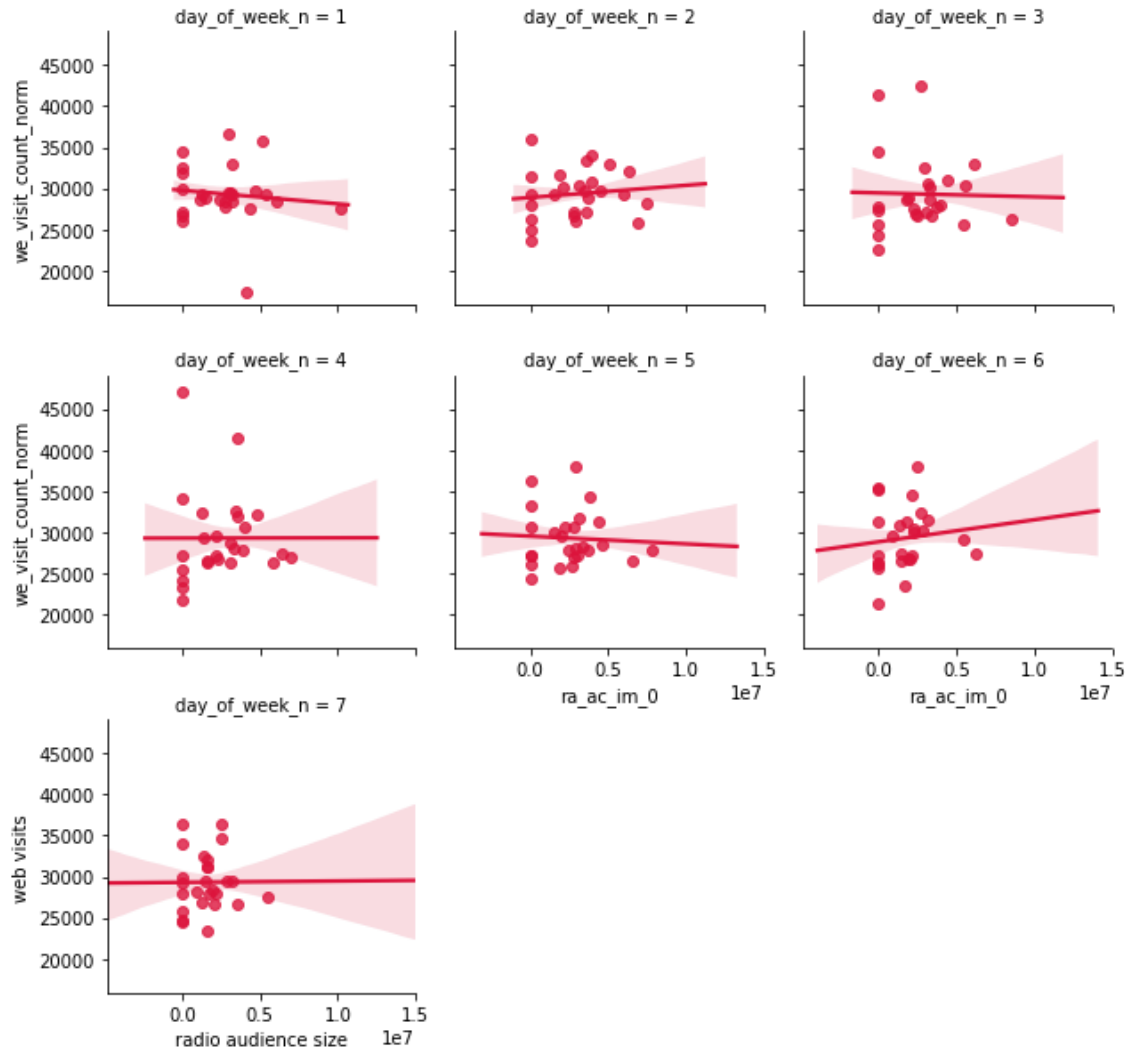 day_of_week_n = 1
day_of_week_n = 2
day_of_week_n = 3
we_visit_count_norm
45000
40000
35000
30000
25000
20000
day_of_week_n = 4
day_of_week_n = 5
day_of_week_n = 6
we_visit_count_norm
45000
40000
35000
30000
25000
20000
0.0 0.5 1.0 1.5
1e7
ra_ac_im_0
0.0 0.5 1.0 1.5
1e7
ra_ac_im_0
day_of_week_n = 7
web visits
45000
40000
35000
30000
25000
20000
0.0 0.5 1.0 1.5
1e7
radio audience size